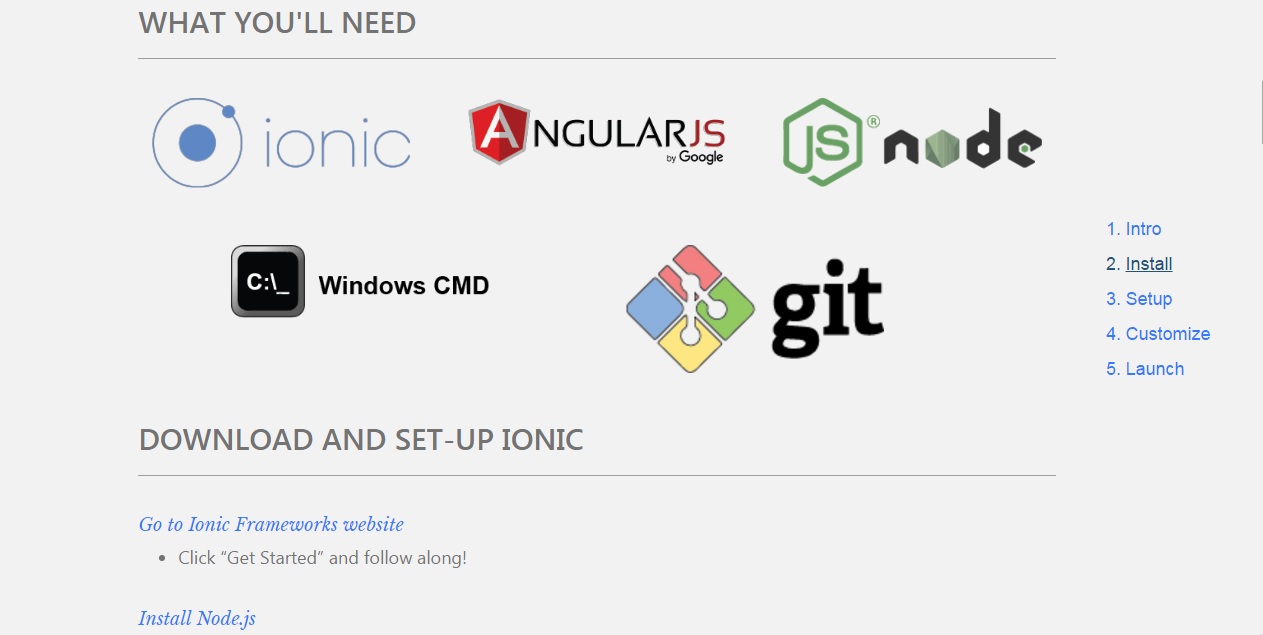 WHAT YOU'LL NEED
ionic
ANGULARJS
by Google
JS® node
C:\_ Windows CMD
git
1. Intro
2. Install
3. Setup
4. Customize
5. Launch
DOWNLOAD AND SET-UP IONIC
Go to Ionic Frameworks website
• Click “Get Started” and follow along!
Install Node.js